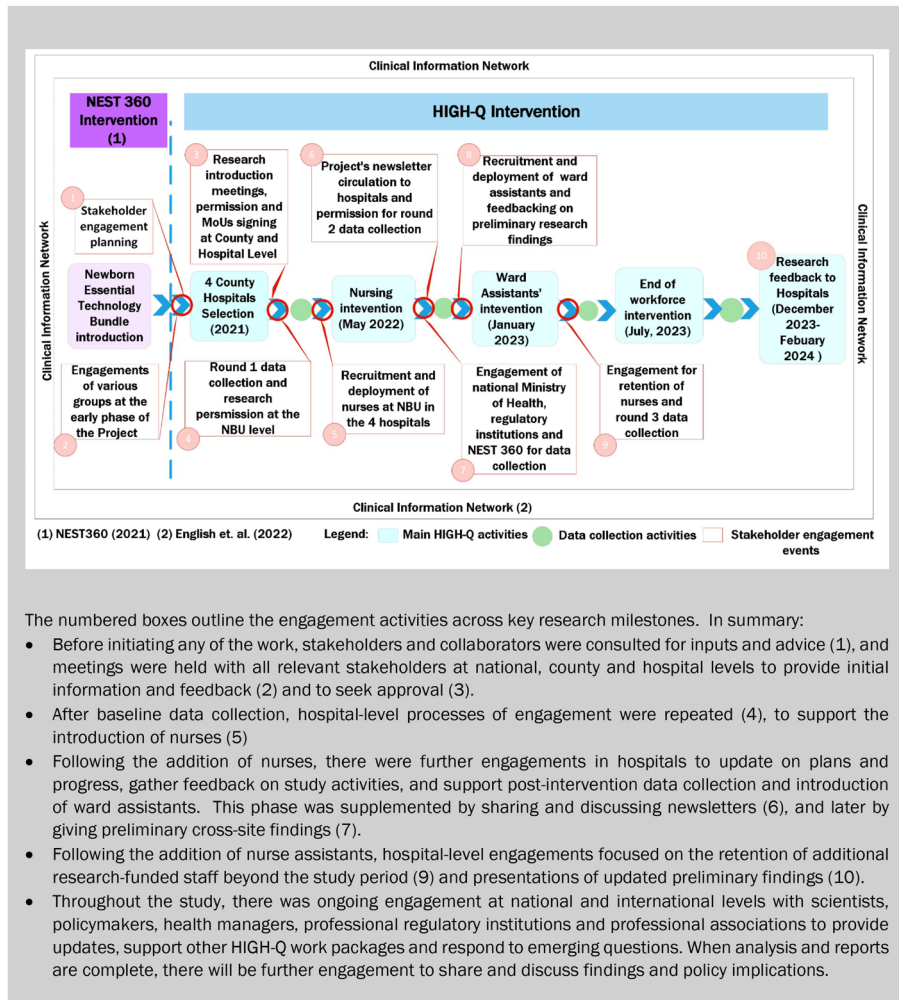 Clinical Information Network
NEST 360
Intervention
(1)
HIGH-Q Intervention
1
Stakeholder
engagement
planning
3
Research
introduction
meetings,
permission and
MoUs signing
at County and
Hospital Level
6
Project's newsletter
circulation to
hospitals and
permission for round
2 data collection
8
Recruitment and
deployment of ward
assistants and
feedbacking on
preliminary research
findings
Clinical Information Network
Clinical Information Network
Newborn
Essential
Technology
Bundle
introduction
4 County
Hospitals
Selection
(2021)
Nursing
intervention
(May 2022)
Ward
Assistants'
intevention
(January
2023)
End of
workforce
intervention
(July, 2023)
10
Research
feedback to
Hospitals
(December
2023-
Febuary
2024 )
Engagements
of various
groups at the
early phase of
the Project
2
Round 1 data
collection and
research
persmission at the
NBU level
4
Recruitment and
deployment of
nurses at NBU in
the 4 hospitals
5
Engagement of
national Ministry
of Health,
regulatory
institutions and
NEST 360 for data
collection
7
Engagement for
retention of
nurses and
round 3 data
collection
9
Clinical Information Network (2)
(1) NEST360 (2021) (2) English et. al. (2022)
Legend:
Main HIGH-Q activities
Data collection activities
Stakeholder engagement
events
The numbered boxes outline the engagement activities across key research milestones. In summary:
• Before initiating any of the work, stakeholders and collaborators were consulted for inputs and advice (1), and
meetings were held with all relevant stakeholders at national, county and hospital levels to provide initial
information and feedback (2) and to seek approval (3).
• After baseline data collection, hospital-level processes of engagement were repeated (4), to support the
introduction of nurses (5)
• Following the addition of nurses, there were further engagements in hospitals to update on plans and
progress, gather feedback on study activities, and support post-intervention data collection and introduction
of ward assistants. This phase was supplemented by sharing and discussing newsletters (6), and later by
giving preliminary cross-site findings (7).
• Following the addition of nurse assistants, hospital-level engagements focused on the retention of additional
research-funded staff beyond the study period (9) and presentations of updated preliminary findings (10).
• Throughout the study, there was ongoing engagement at national and international levels with scientists,
policymakers, health managers, professional regulatory institutions and professional associations to provide
updates, support other HIGH-Q work packages and respond to emerging questions. When analysis and reports
are complete, there will be further engagement to share and discuss findings and policy implications.